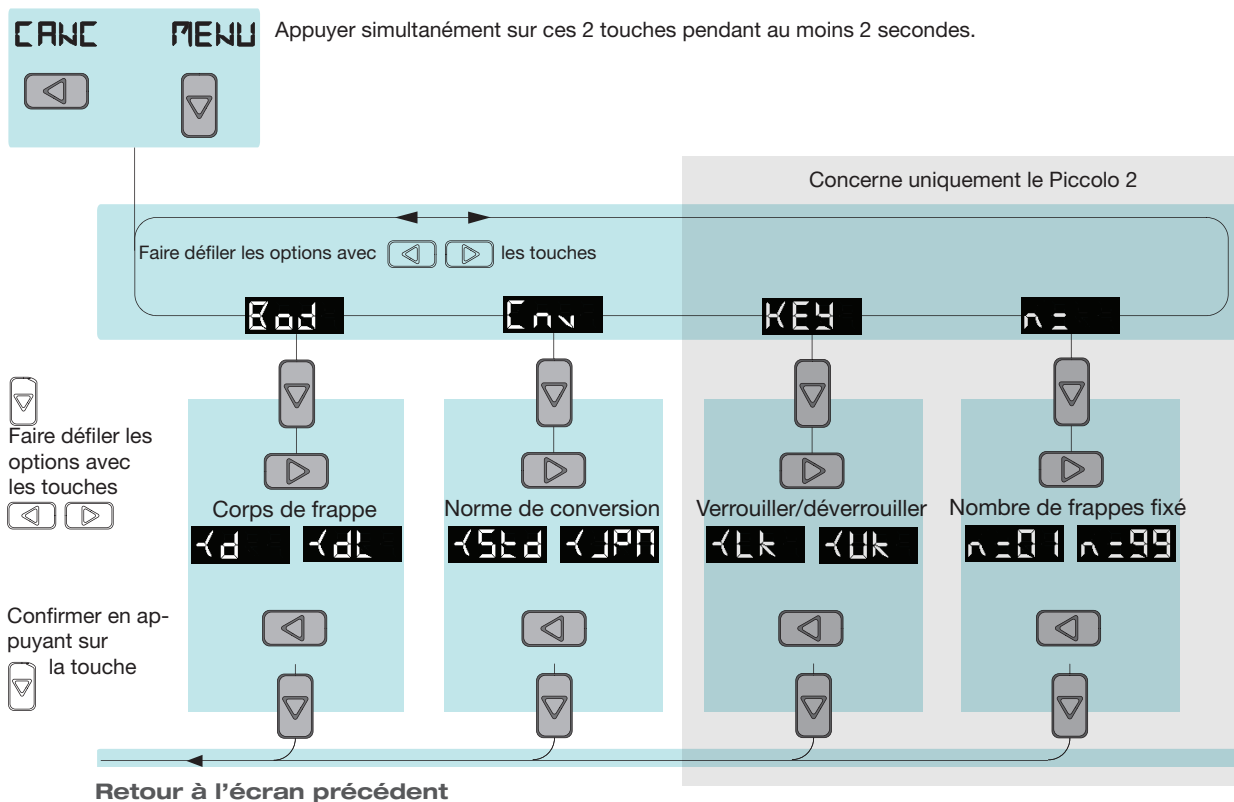 CANC MENU Appuyer simultanément sur ces 2 touches pendant au moins 2 secondes.
Concerne uniquement le Piccolo 2
Faire défiler les options avec les touches
Bod Cnv KEY n=
Faire défiler les
options avec
les touches
Corps de frappe Norme de conversion Verrouiller/déverrouiller Nombre de frappes fixé
d dL Std JPN Lk Uk n=01 n=99
Confirmer en ap-
puyant sur
la touche
Retour à l'écran précédent